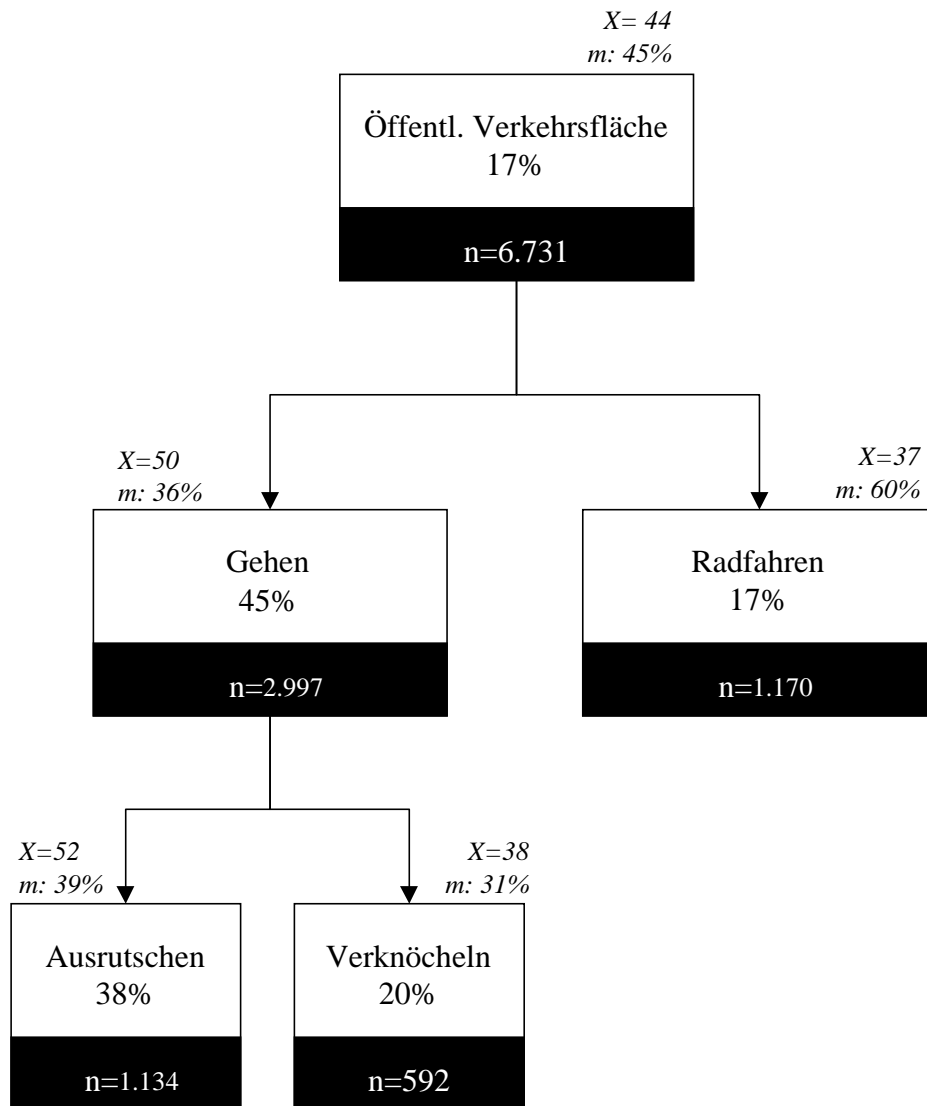 X= 44
m: 45%
Öffentl. Verkehrsfläche
17%
n=6.731
X=50
m: 36%
X=37
m: 60%
Gehen
45%
n=2.997
Radfahren
17%
n=1.170
X=52
m: 39%
X=38
m: 31%
Ausrutschen
38%
n=1.134
Verknöcheln
20%
n=592